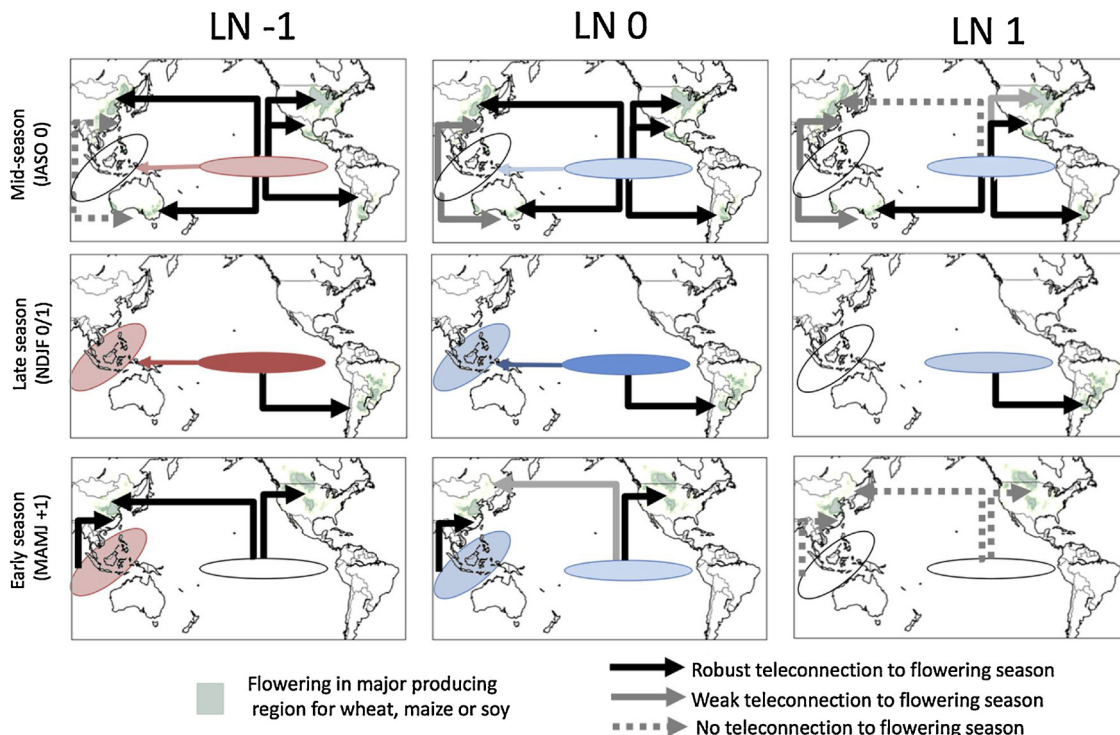 LN -1
LN 0
LN 1
Mid-season
(JASO 0)
Late season
(NDJF 0/1)
Early season
(MAMJ +1)
Flowering in major producing
region for wheat, maize or soy
Robust teleconnection to flowering season
Weak teleconnection to flowering season
No teleconnection to flowering season